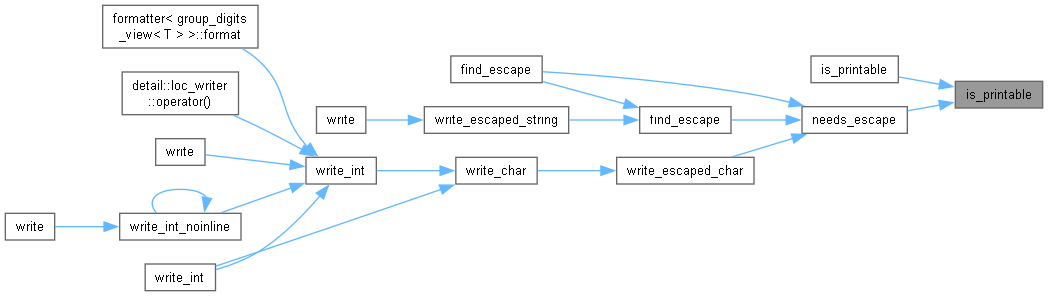 formatter< group_digits
_view< T > >::format
detail::loc_writer
::operator()
write
write
write_int_noinline
write_int
write
write_int
find_escape
write_escaped_string
write_char
find_escape
write_escaped_char
is_printable
needs_escape
is_printable